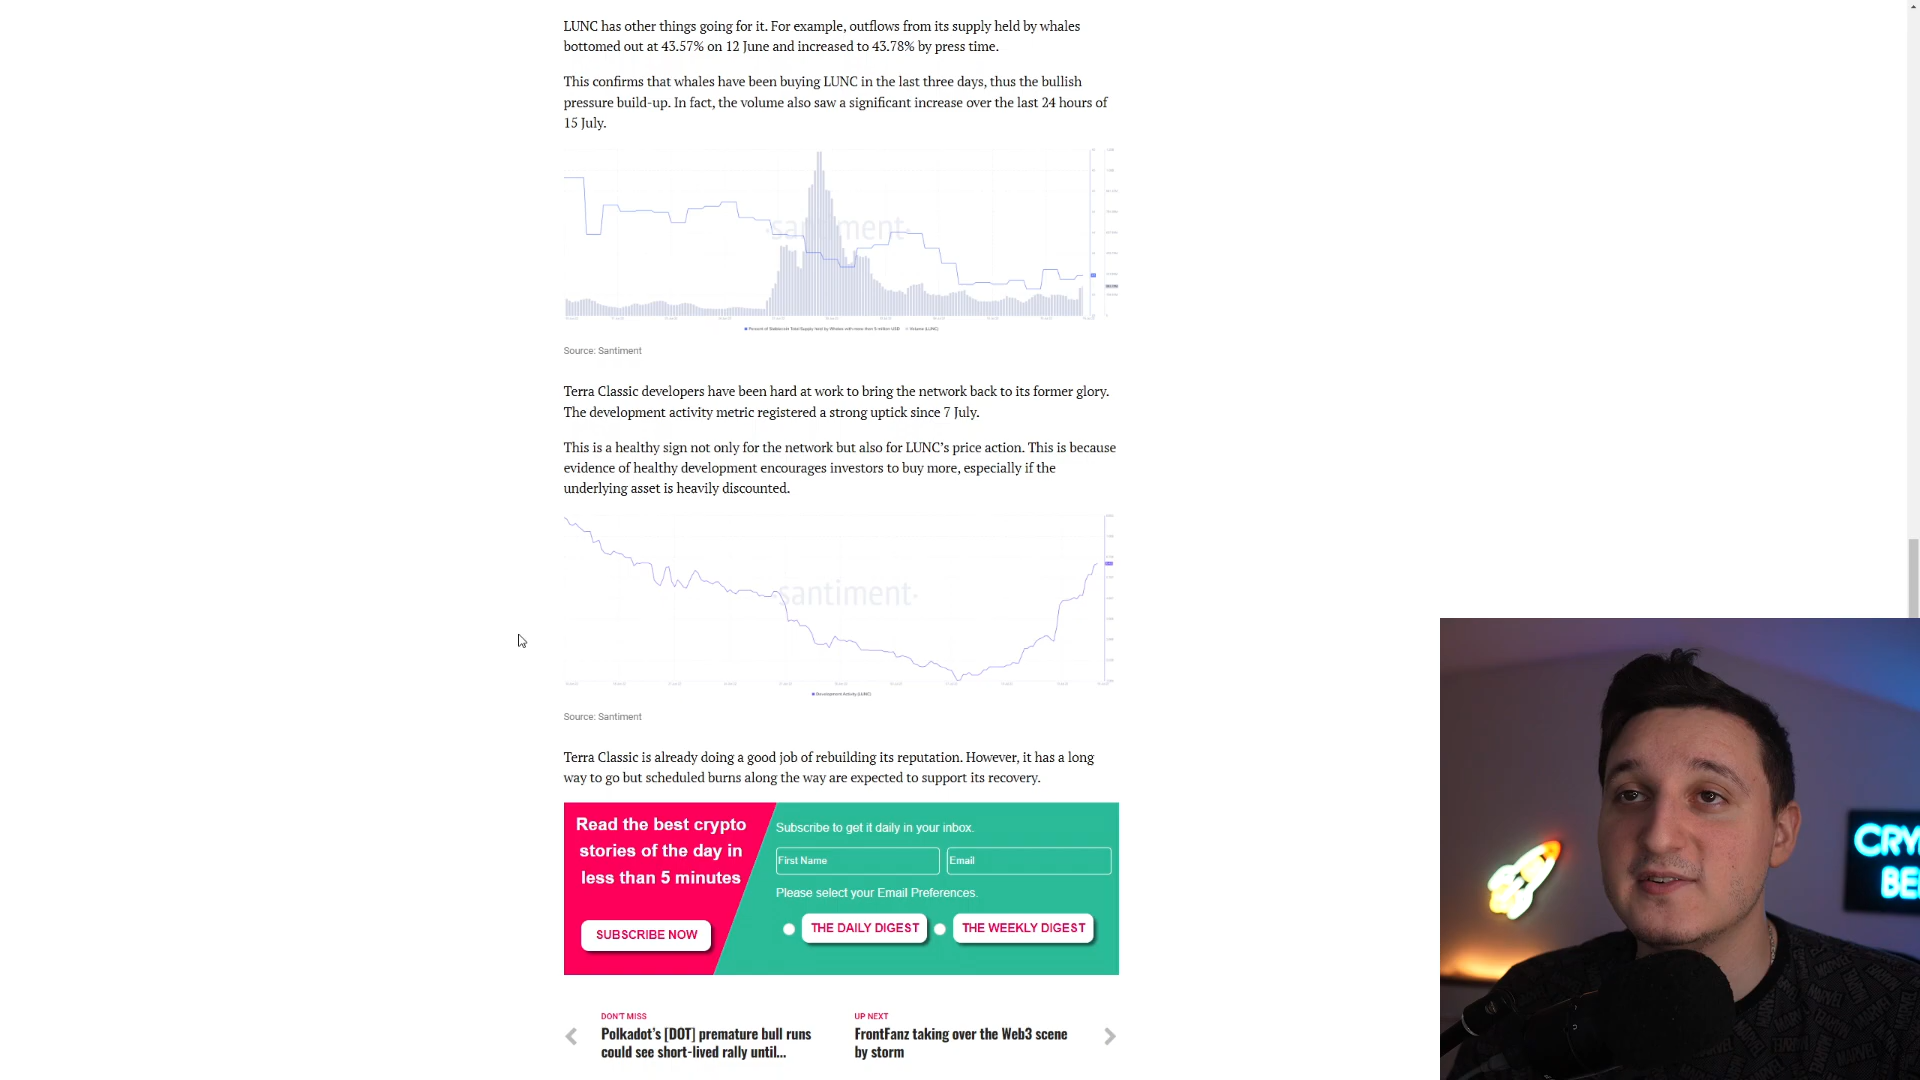 LUNC has other things going for it. For example, outflows from its supply held by whales
bottomed out at 43.57% on 12 June and increased to 43.78% by press time.
This confirms that whales have been buying LUNC in the last three days, thus the bullish
pressure build-up. In fact, the volume also saw a significant increase over the last 24 hours of
15 July.
·santiment·
Source: Santiment
Terra Classic developers have been hard at work to bring the network back to its former glory.
The development activity metric registered a strong uptick since 7 July.
This is a healthy sign not only for the network but also for LUNC’s price action. This is because
evidence of healthy development encourages investors to buy more, especially if the
underlying asset is heavily discounted.
·santiment·
Development Activity (LUNC)
Source: Santiment
Terra Classic is already doing a good job of rebuilding its reputation. However, it has a long
way to go but scheduled burns along the way are expected to support its recovery.
Read the best crypto
stories of the day in
less than 5 minutes
SUBSCRIBE NOW
Subscribe to get it daily in your inbox.
First Name
Email
Please select your Email Preferences.
THE DAILY DIGEST
THE WEEKLY DIGEST
DON'T MISS
Polkadot’s [DOT] premature bull runs
could see short-lived rally until...
UP NEXT
FrontFanz taking over the Web3 scene
by storm
CRY
BE
MARVEL